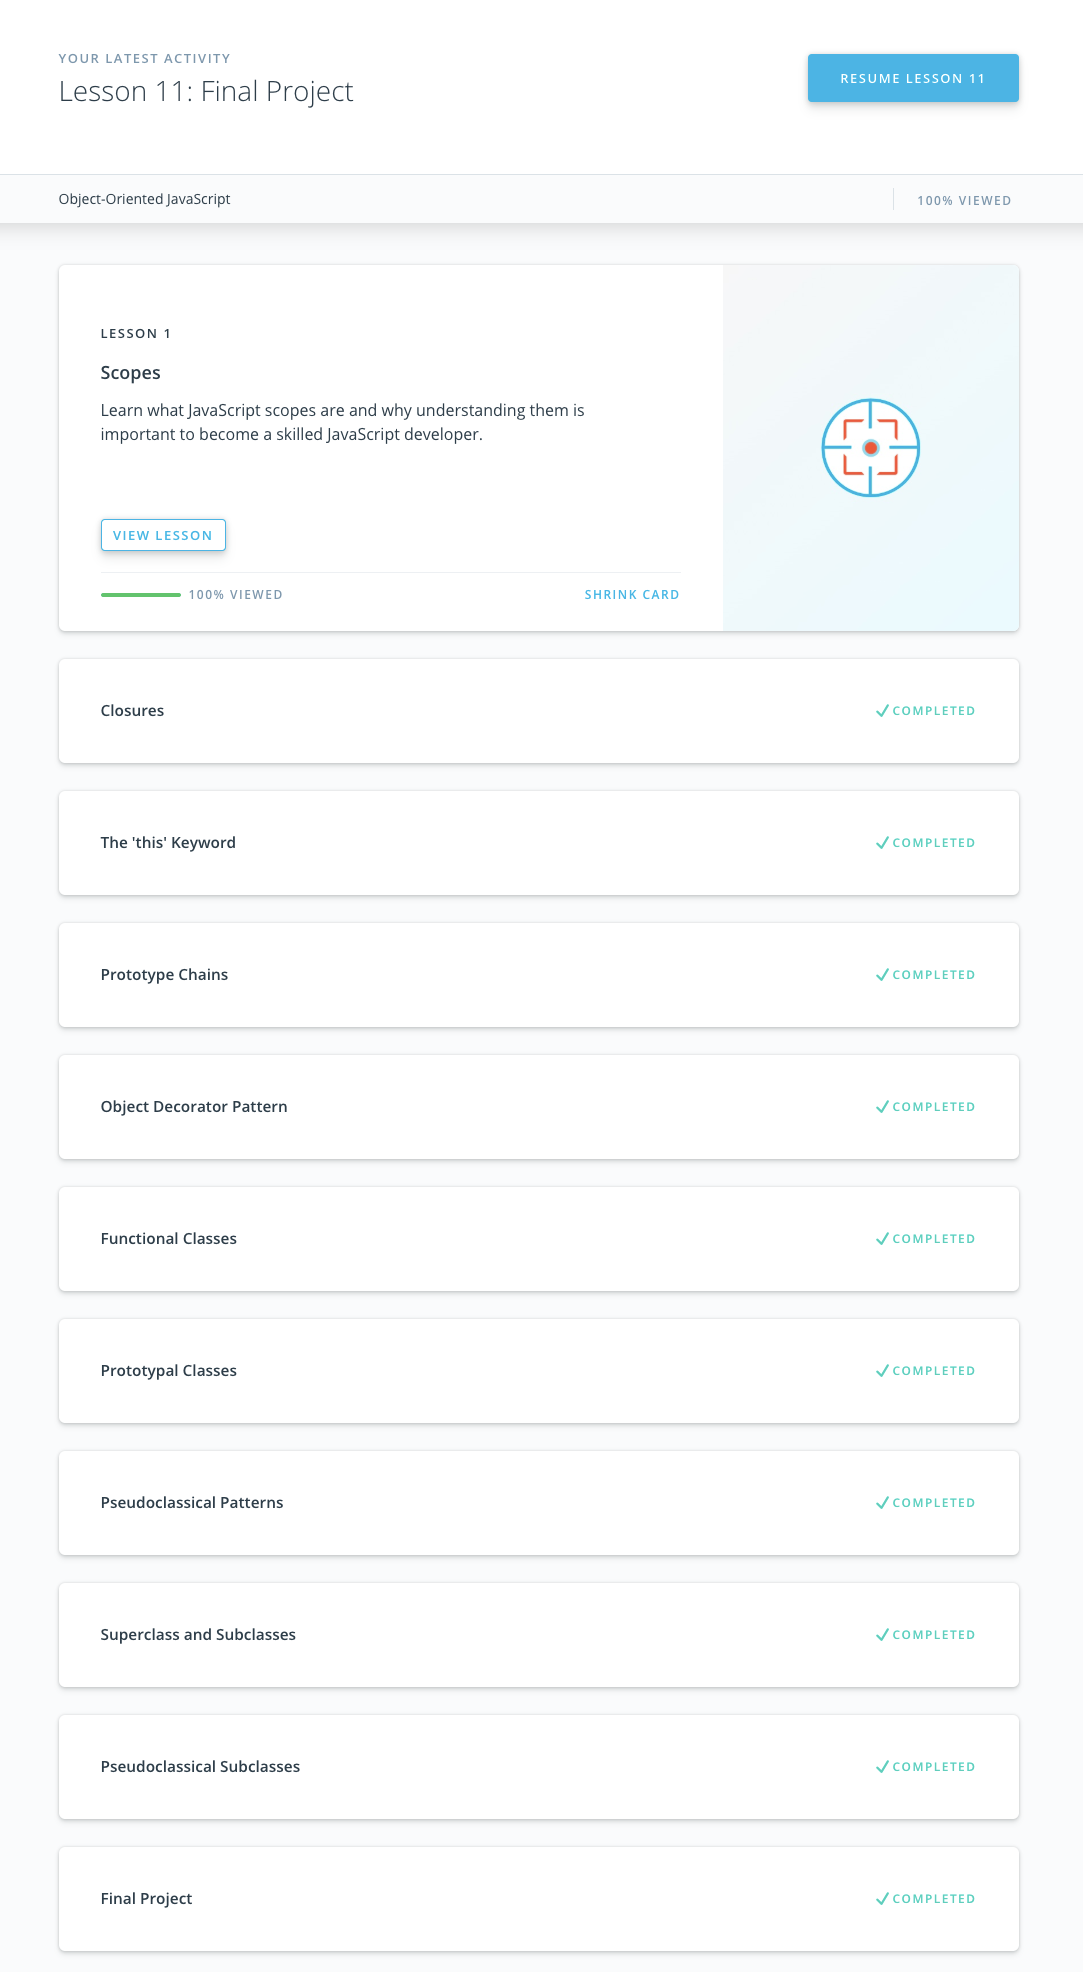 YOUR LATEST ACTIVITY
Lesson 11: Final Project
RESUME LESSON 11
Object-Oriented JavaScript
100% VIEWED
LESSON 1
Scopes
Learn what JavaScript scopes are and why understanding them is
important to become a skilled JavaScript developer.
VIEW LESSON
100% VIEWED
SHRINK CARD
Closures
COMPLETED
The 'this' Keyword
COMPLETED
Prototype Chains
COMPLETED
Object Decorator Pattern
COMPLETED
Functional Classes
COMPLETED
Prototypal Classes
COMPLETED
Pseudoclassical Patterns
COMPLETED
Superclass and Subclasses
COMPLETED
Pseudoclassical Subclasses
COMPLETED
Final Project
COMPLETED